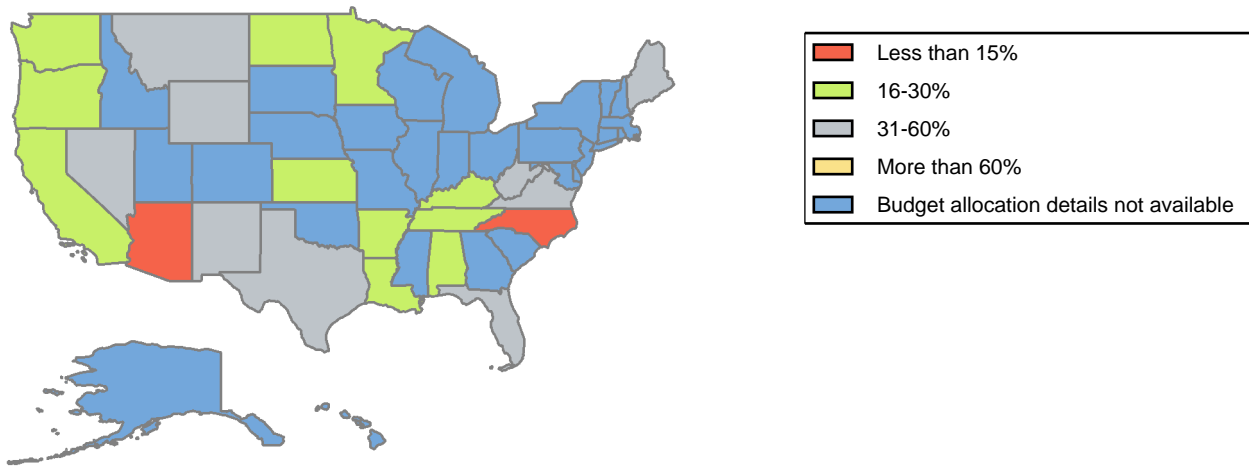 Less than 15%
16-30%
31-60%
More than 60%
Budget allocation details not available